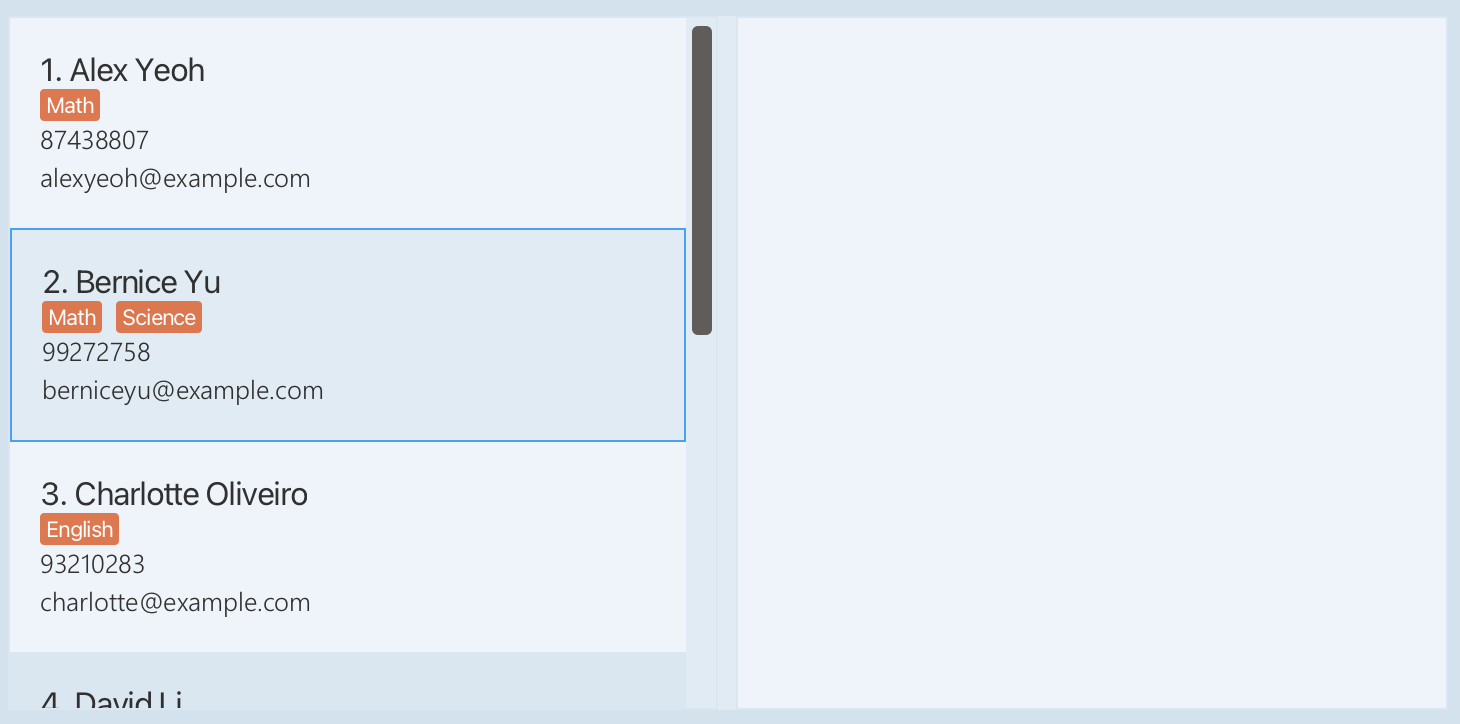 1. Alex Yeoh
Math
87438807
alexyeoh@example.com
2. Bernice Yu
Math Science
99272758
berniceyu@example.com
3. Charlotte Oliveiro
English
93210283
charlotte@example.com
4. David Li